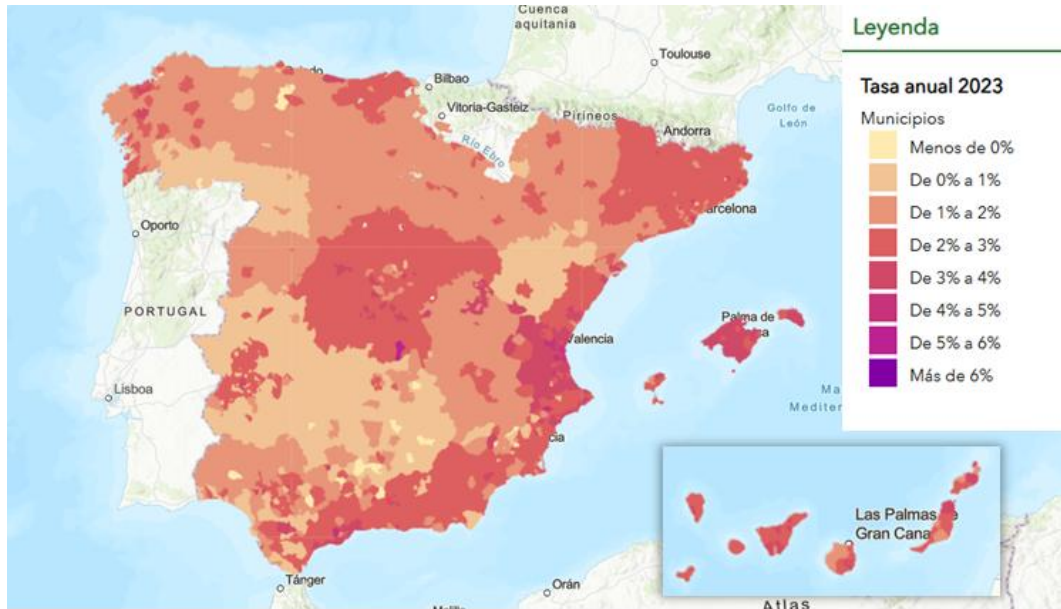 Cuenca
aquitania
Toulouse
Leyenda
Bilbao
Vitoria-Gasteiz
Pirineos
Andorra
Golfo de
León
Río Ebro
Tasa anual 2023
Municipios
Menos de 0%
De 0% a 1%
De 1% a 2%
De 2% a 3%
De 3% a 4%
De 4% a 5%
De 5% a 6%
Más de 6%
Oporto
arcelona
PORTUGAL
Palma de
Valencia
Lisboa
Ma
Mediter
cia
Las Palmas de
Gran Cana
Tánger
Orán
Atlas